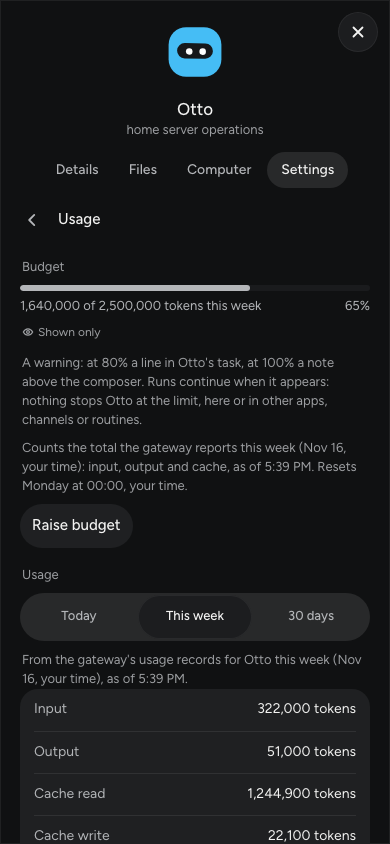 Otto
home server operations
Details
Files
Computer
Settings
Usage
Budget
1,640,000 of 2,500,000 tokens this week
65%
Shown only
A warning: at 80% a line in Otto's task, at 100% a note
above the composer. Runs continue when it appears:
nothing stops Otto at the limit, here or in other apps,
channels or routines.
Counts the total the gateway reports this week (Nov 16,
your time): input, output and cache, as of 5:39 PM. Resets
Monday at 00:00, your time.
Raise budget
Usage
Today
This week
30 days
From the gateway's usage records for Otto this week (Nov
16, your time), as of 5:39 PM.
Input
322,000 tokens
Output
51,000 tokens
Cache read
1,244,900 tokens
Cache write
22,100 tokens